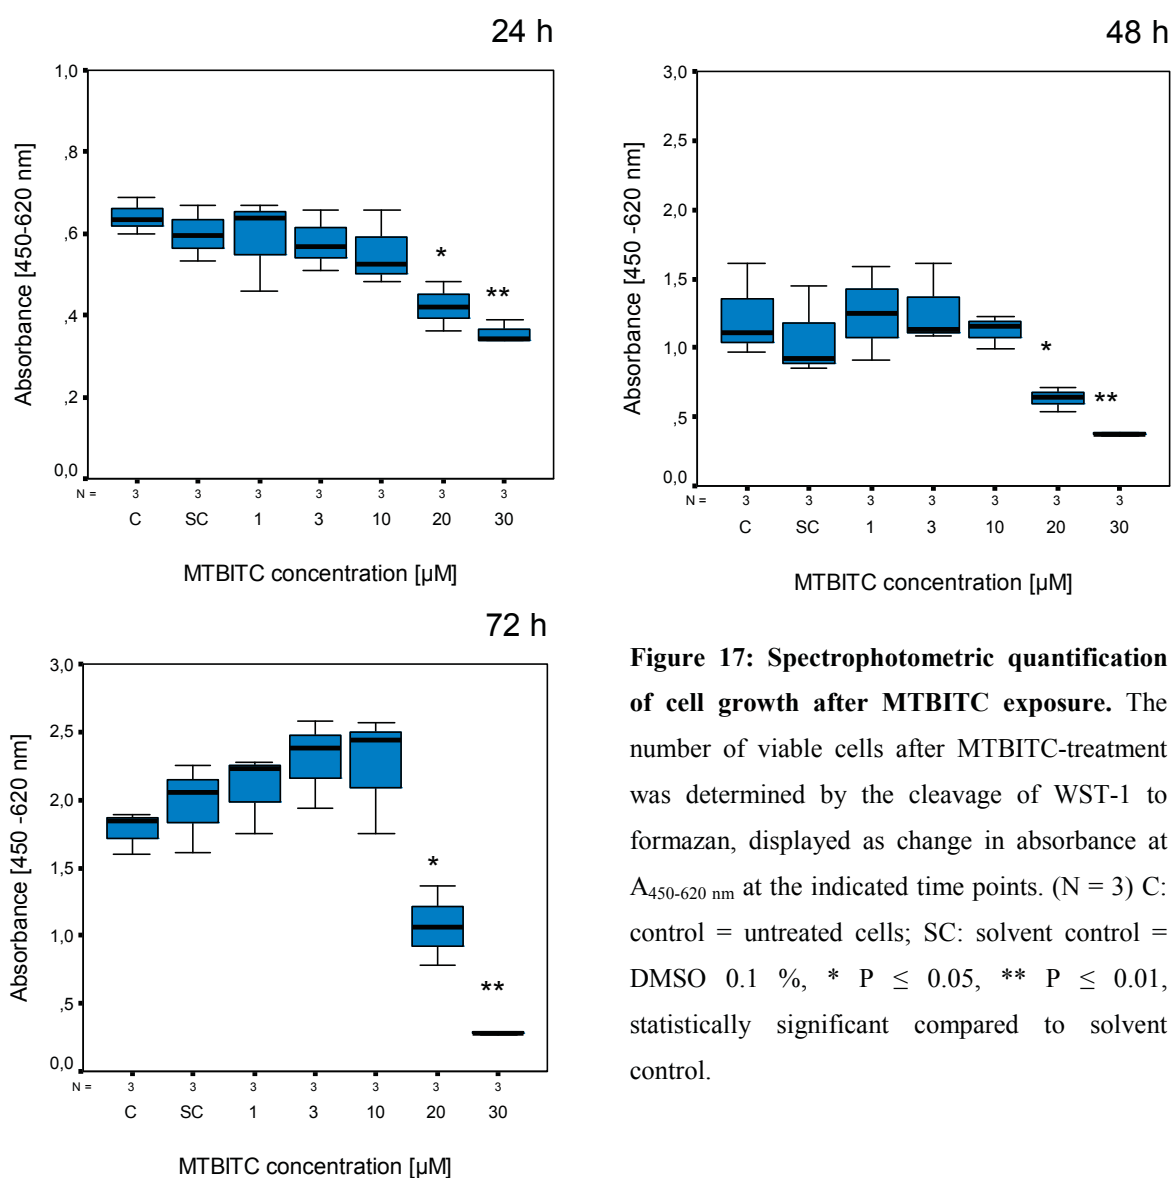 24 h
1,0
,8
,6
,4
,2
0,0
Absorbance [450-620 nm]
*
**
N = 3 3 3 3 3 3 3
C SC 1 3 10 20 30
MTBITC concentration [µM]
48 h
3,0
2,5
2,0
1,5
1,0
,5
0,0
Absorbance [450 -620 nm]
*
**
N = 3 3 3 3 3 3 3
C SC 1 3 10 20 30
MTBITC concentration [µM]
72 h
3,0
2,5
2,0
1,5
1,0
,5
0,0
Absorbance [450 -620 nm]
*
**
N = 3 3 3 3 3 3 3
C SC 1 3 10 20 30
MTBITC concentration [µM]
Figure 17: Spectrophotometric quantification
of cell growth after MTBITC exposure. The
number of viable cells after MTBITC-treatment
was determined by the cleavage of WST-1 to
formazan, displayed as change in absorbance at
A450-620 nm at the indicated time points. (N = 3) C:
control = untreated cells; SC: solvent control =
DMSO 0.1 %, * P ≤ 0.05, ** P ≤ 0.01,
statistically significant compared to solvent
control.